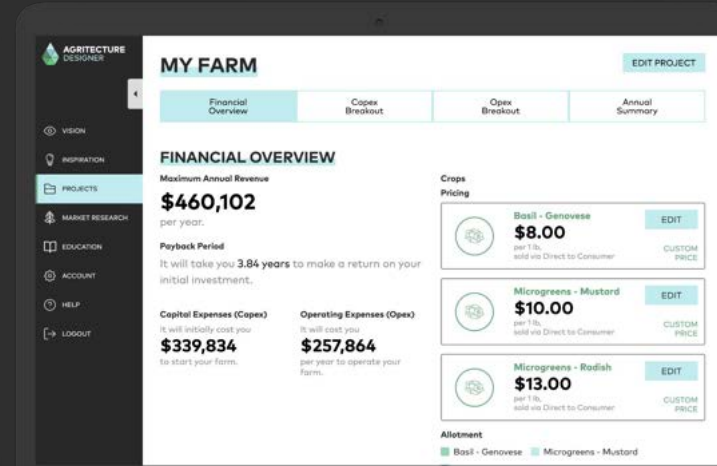 AGRITECTURE
DESIGNER
VISION
INSPIRATION
PROJECTS
MARKET RESEARCH
EDUCATION
ACCOUNT
HELP
LOGOUT
MY FARM
EDIT PROJECT
Financial
Overview
Capex
Breakout
Opex
Breakout
Annual
Summary
FINANCIAL OVERVIEW
Maximum Annual Revenue
$460,102
per year.
Payback Period
It will take you 3.84 years to make a return on your
initial investment.
Capital Expenses (Capex)
It will initially cost you
$339,834
to start your farm.
Operating Expenses (Opex)
It will cost you
$257,864
per year to operate your
farm.
Crops
Pricing
Basil - Genovese
$8.00
per 1 lb,
sold via Direct to Consumer
EDIT
CUSTOM
PRICE
Microgreens - Mustard
$10.00
per 1 lb,
sold via Direct to Consumer
EDIT
CUSTOM
PRICE
Microgreens - Radish
$13.00
per 1 lb,
sold via Direct to Consumer
EDIT
CUSTOM
PRICE
Allotment
Basil - Genovese
Microgreens - Mustard